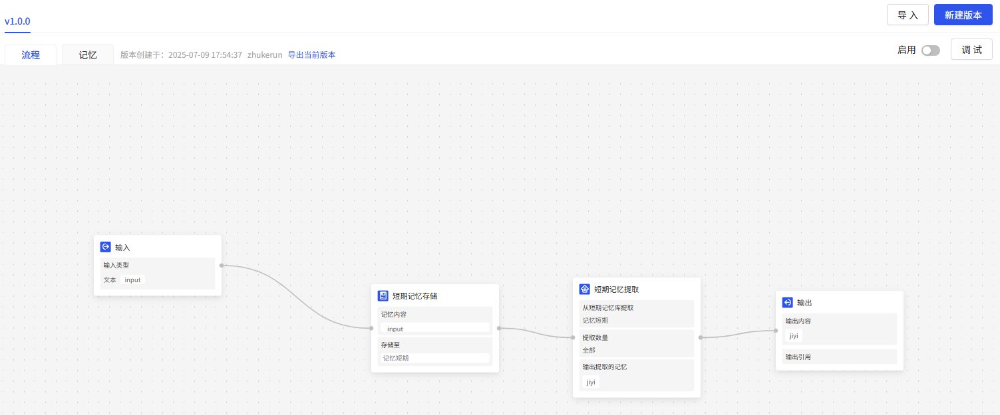 v1.0.0
导 入
新建版本
流程
记忆
版本创建于：2025-07-09 17:54:37 zhukerun 导出当前版本
启用
调 试
输入
输入类型
文本 input
短期记忆存储
记忆内容
input
存储至
记忆短期
短期记忆提取
从短期记忆库提取
记忆短期
提取数量
全部
输出提取的记忆
jiyi
输出
输出内容
jiyi
输出引用